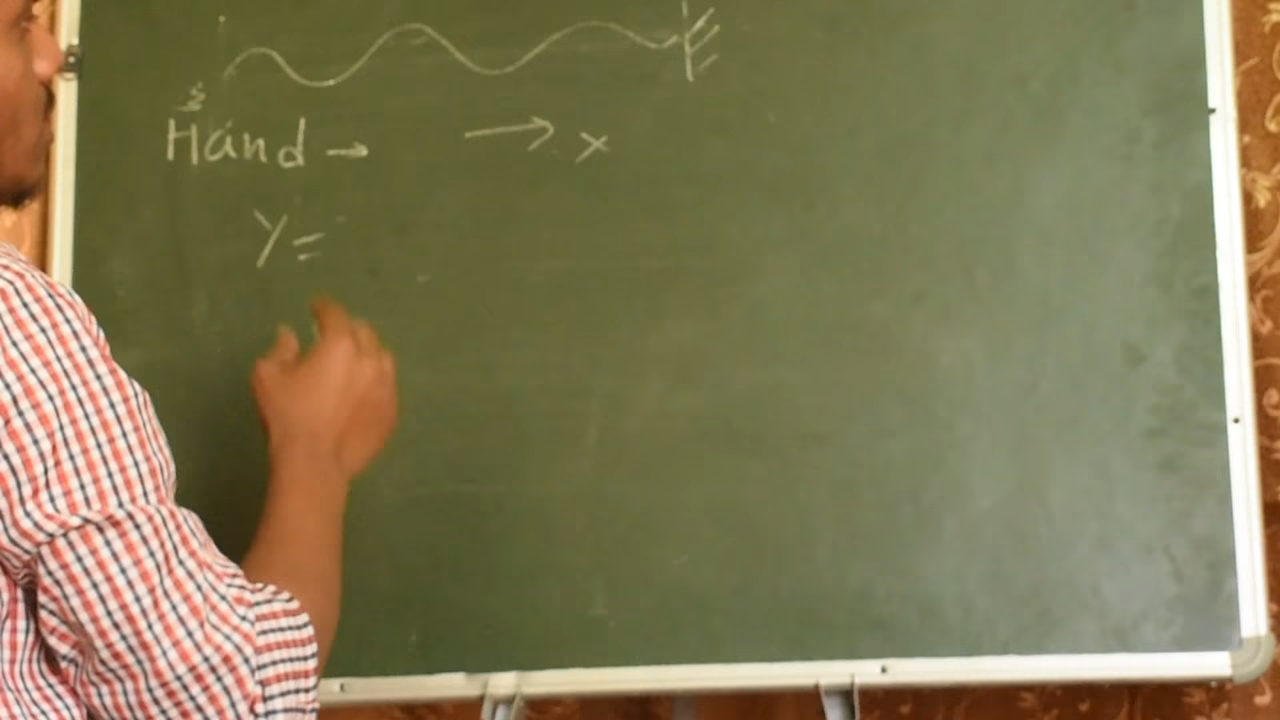 Hand → → x
y =